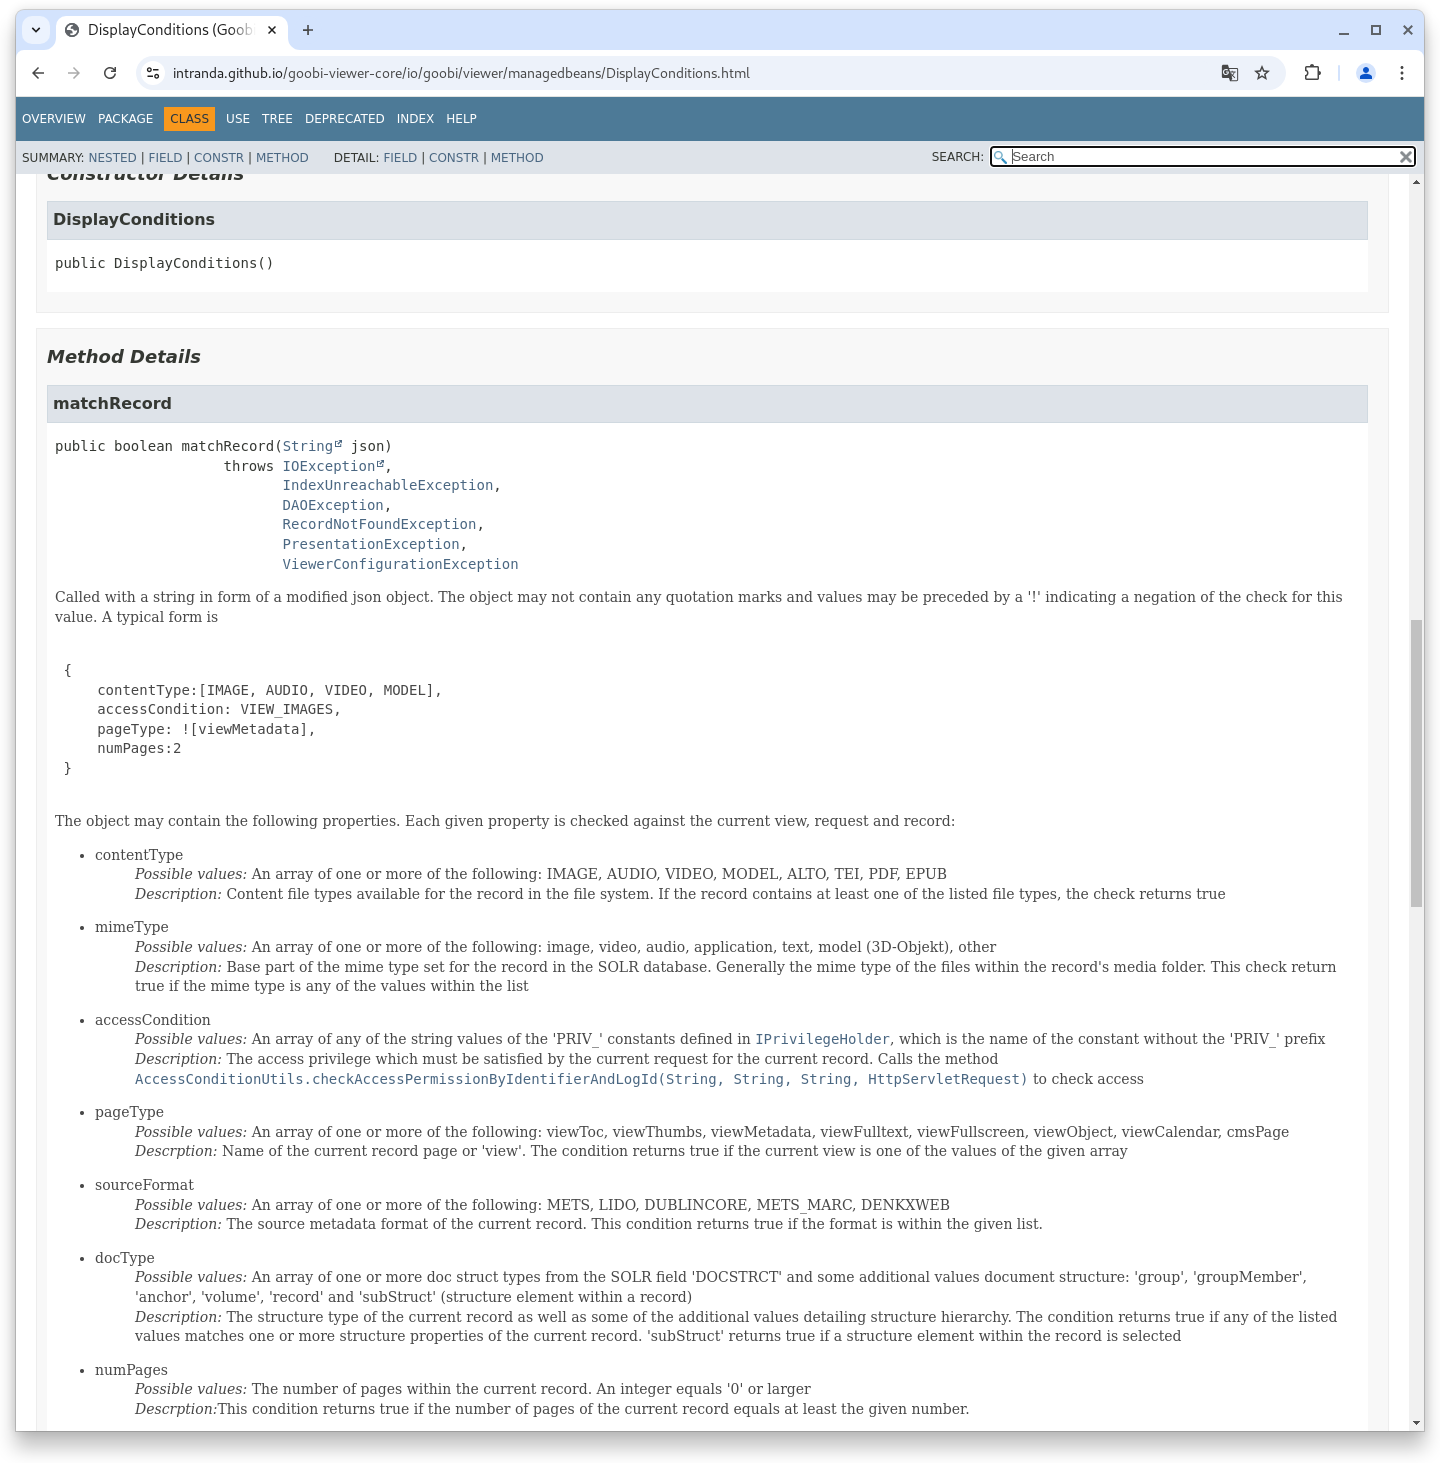 DisplayConditions (Goob
intranda.github.io/goobi-viewer-core/io/goobi/viewer/managedbeans/DisplayConditions.html
OVERVIEW PACKAGE CLASS USE TREE DEPRECATED INDEX HELP
SUMMARY: NESTED | FIELD | CONSTR | METHOD DETAIL: FIELD | CONSTR | METHOD SEARCH: Search
Constructor Details
DisplayConditions
public DisplayConditions()
Method Details
matchRecord
public boolean matchRecord(String json)
throws IOException,
IndexUnreachableException,
DAOException,
RecordNotFoundException,
PresentationException,
ViewerConfigurationException
Called with a string in form of a modified json object. The object may not contain any quotation marks and values may be preceded by a '!' indicating a negation of the check for this
value. A typical form is
{
contentType:[IMAGE, AUDIO, VIDEO, MODEL],
accessCondition: VIEW_IMAGES,
pageType: ![viewMetadata],
numPages:2
}
The object may contain the following properties. Each given property is checked against the current view, request and record:
• contentType
Possible values: An array of one or more of the following: IMAGE, AUDIO, VIDEO, MODEL, ALTO, TEI, PDF, EPUB
Description: Content file types available for the record in the file system. If the record contains at least one of the listed file types, the check returns true
• mimeType
Possible values: An array of one or more of the following: image, video, audio, application, text, model (3D-Objekt), other
Description: Base part of the mime type set for the record in the SOLR database. Generally the mime type of the files within the record's media folder. This check return
true if the mime type is any of the values within the list
• accessCondition
Possible values: An array of any of the string values of the 'PRIV_' constants defined in IPrivilegeHolder, which is the name of the constant without the 'PRIV_' prefix
Description: The access privilege which must be satisfied by the current request for the current record. Calls the method
AccessConditionUtils.checkAccessPermissionByIdentifierAndLogId(String, String, String, HttpServletRequest) to check access
• pageType
Possible values: An array of one or more of the following: viewToc, viewThumbs, viewMetadata, viewFulltext, viewFullscreen, viewObject, viewCalendar, cmsPage
Descrption: Name of the current record page or 'view'. The condition returns true if the current view is one of the values of the given array
• sourceFormat
Possible values: An array of one or more of the following: METS, LIDO, DUBLINCORE, METS_MARC, DENKXWEB
Description: The source metadata format of the current record. This condition returns true if the format is within the given list.
• docType
Possible values: An array of one or more doc struct types from the SOLR field 'DOCSTRCT' and some additional values document structure: 'group', 'groupMember',
'anchor', 'volume', 'record' and 'subStruct' (structure element within a record)
Description: The structure type of the current record as well as some of the additional values detailing structure hierarchy. The condition returns true if any of the listed
values matches one or more structure properties of the current record. 'subStruct' returns true if a structure element within the record is selected
• numPages
Possible values: The number of pages within the current record. An integer equals '0' or larger
Descrption:This condition returns true if the number of pages of the current record equals at least the given number.